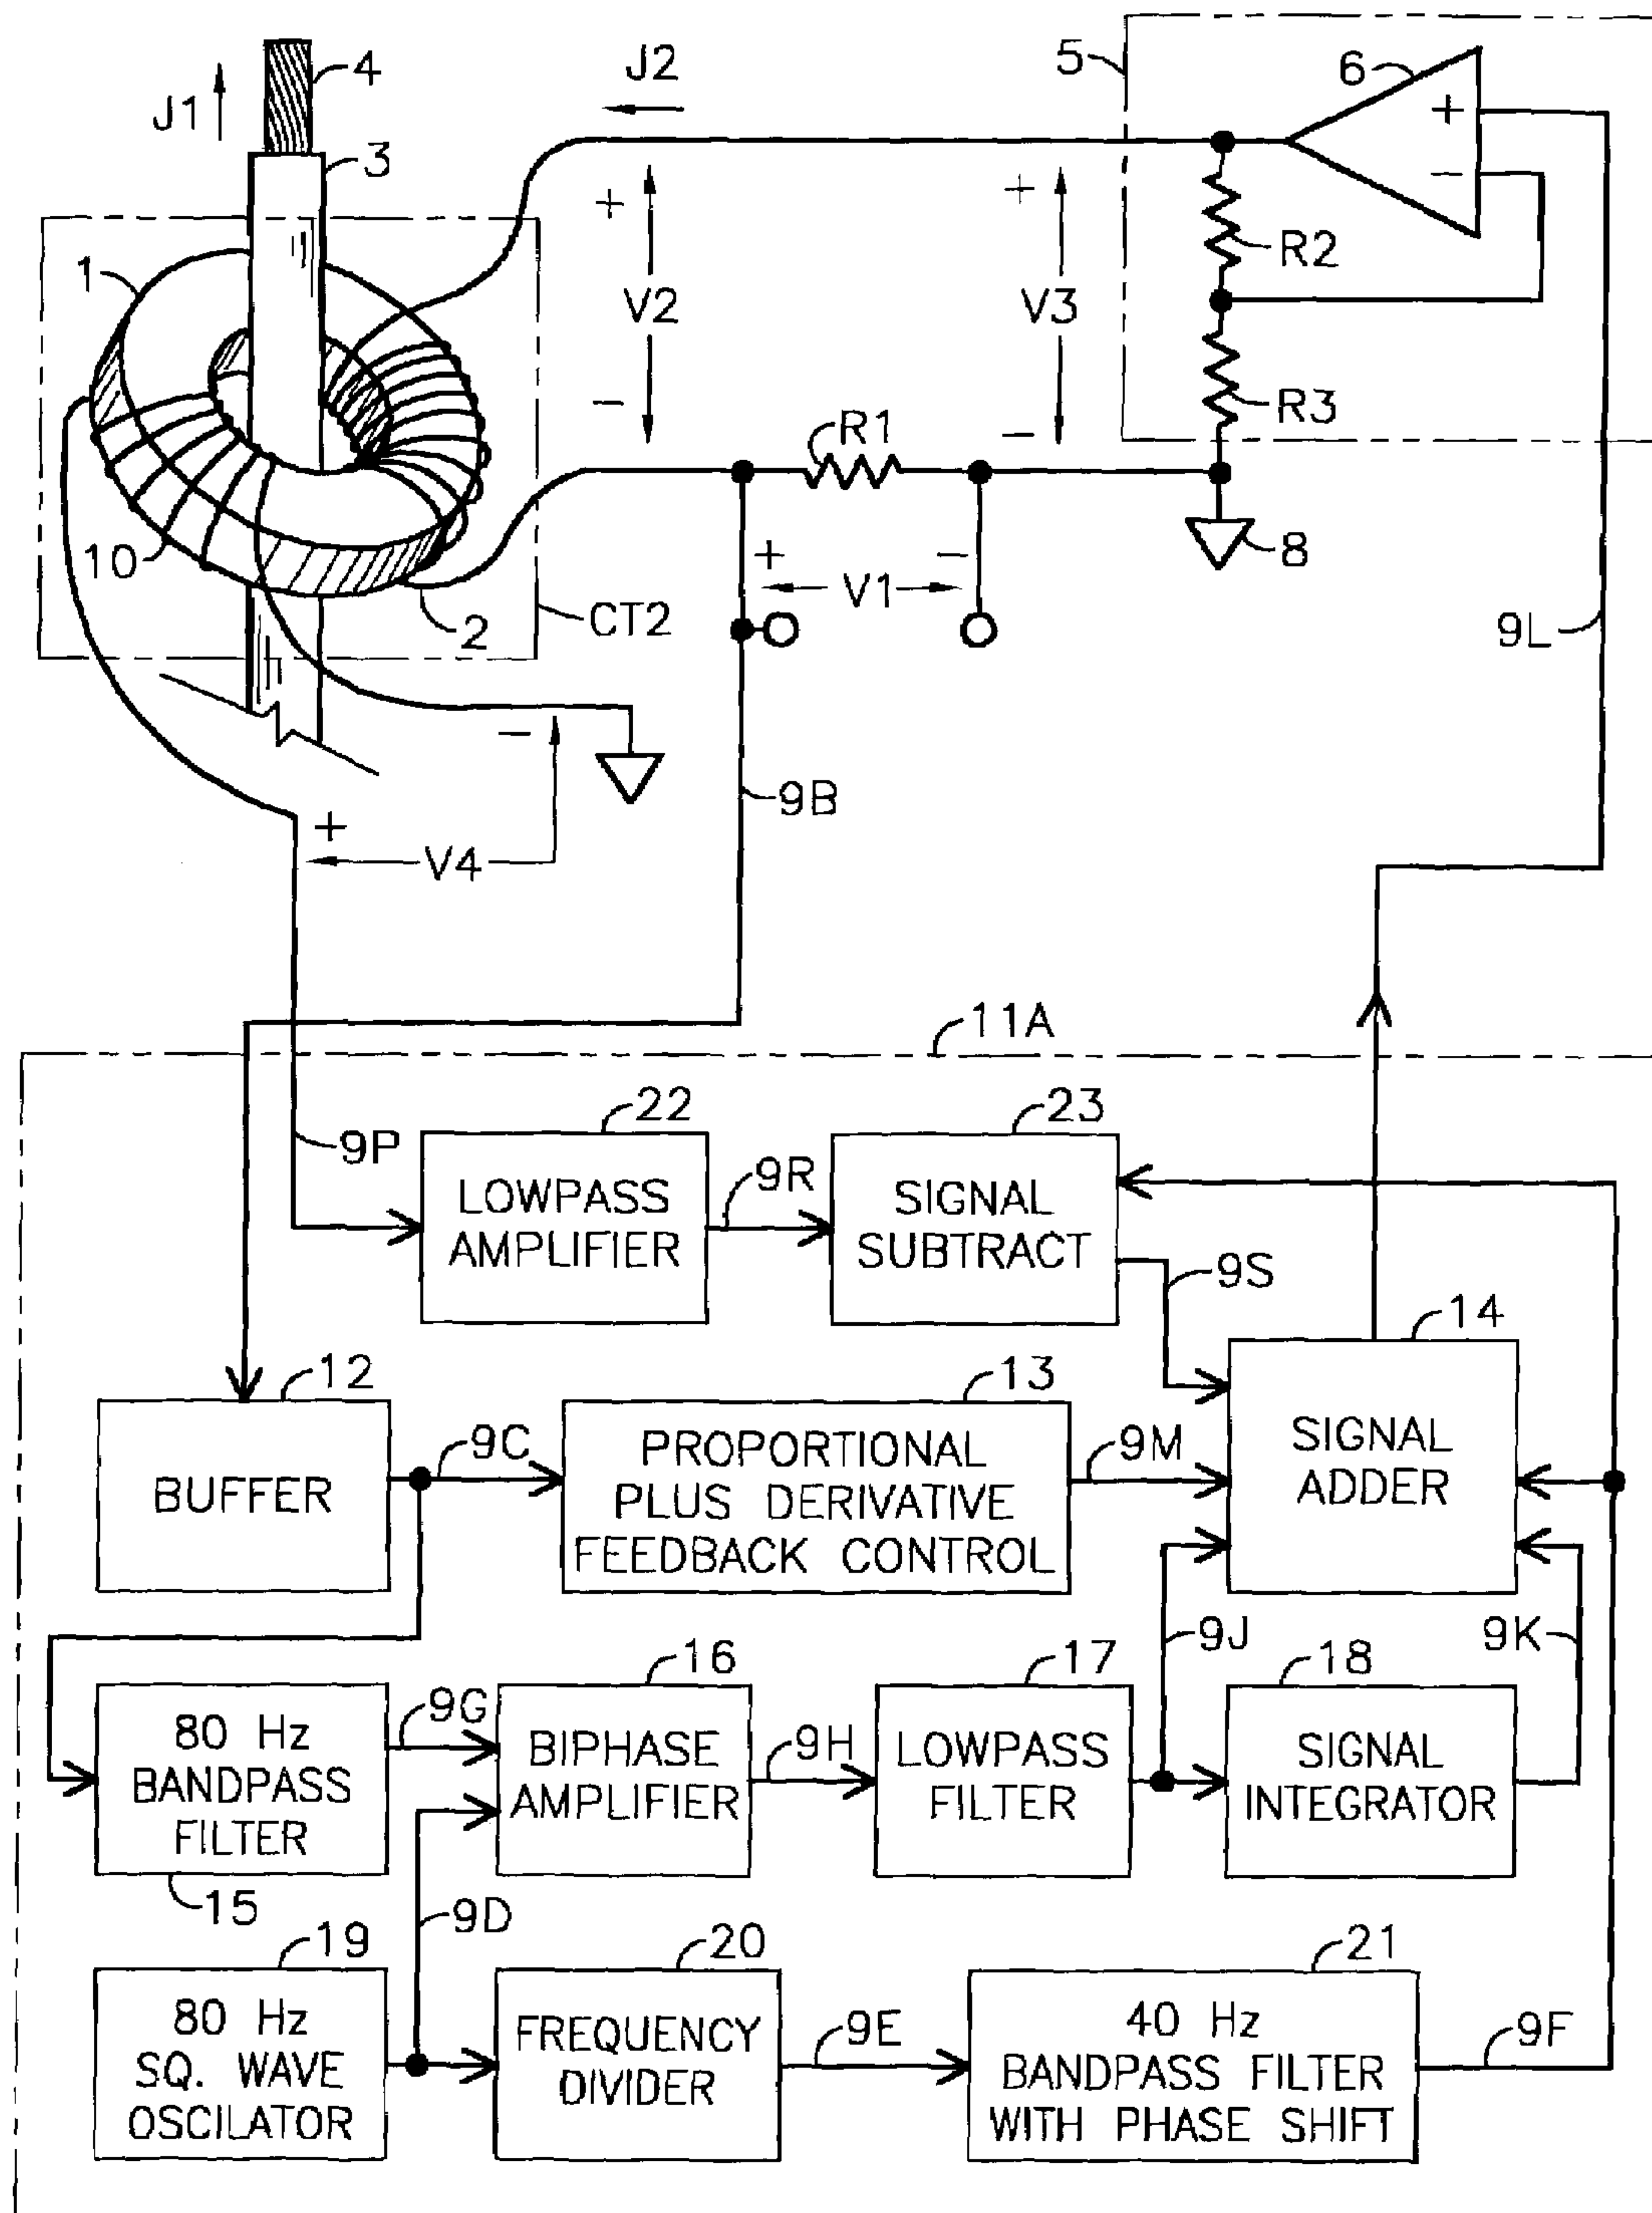 J1
4
J2
5
6
+
−
3
1
+
V2
−
+
V3
−
R2
R3
R1
10
2
CT2
+
V1
−
8
9L
−
+
V4
9B
11A
9P
22
LOWPASS
AMPLIFIER
9R
23
SIGNAL
SUBTRACT
9S
14
SIGNAL
ADDER
12
BUFFER
9C
13
PROPORTIONAL
PLUS DERIVATIVE
FEEDBACK CONTROL
9M
9J
9K
80 Hz
BANDPASS
FILTER
15
9G
16
BIPHASE
AMPLIFIER
9H
17
LOWPASS
FILTER
18
SIGNAL
INTEGRATOR
9D
19
80 Hz
SQ. WAVE
OSCILATOR
20
FREQUENCY
DIVIDER
9E
21
40 Hz
BANDPASS FILTER
WITH PHASE SHIFT
9F